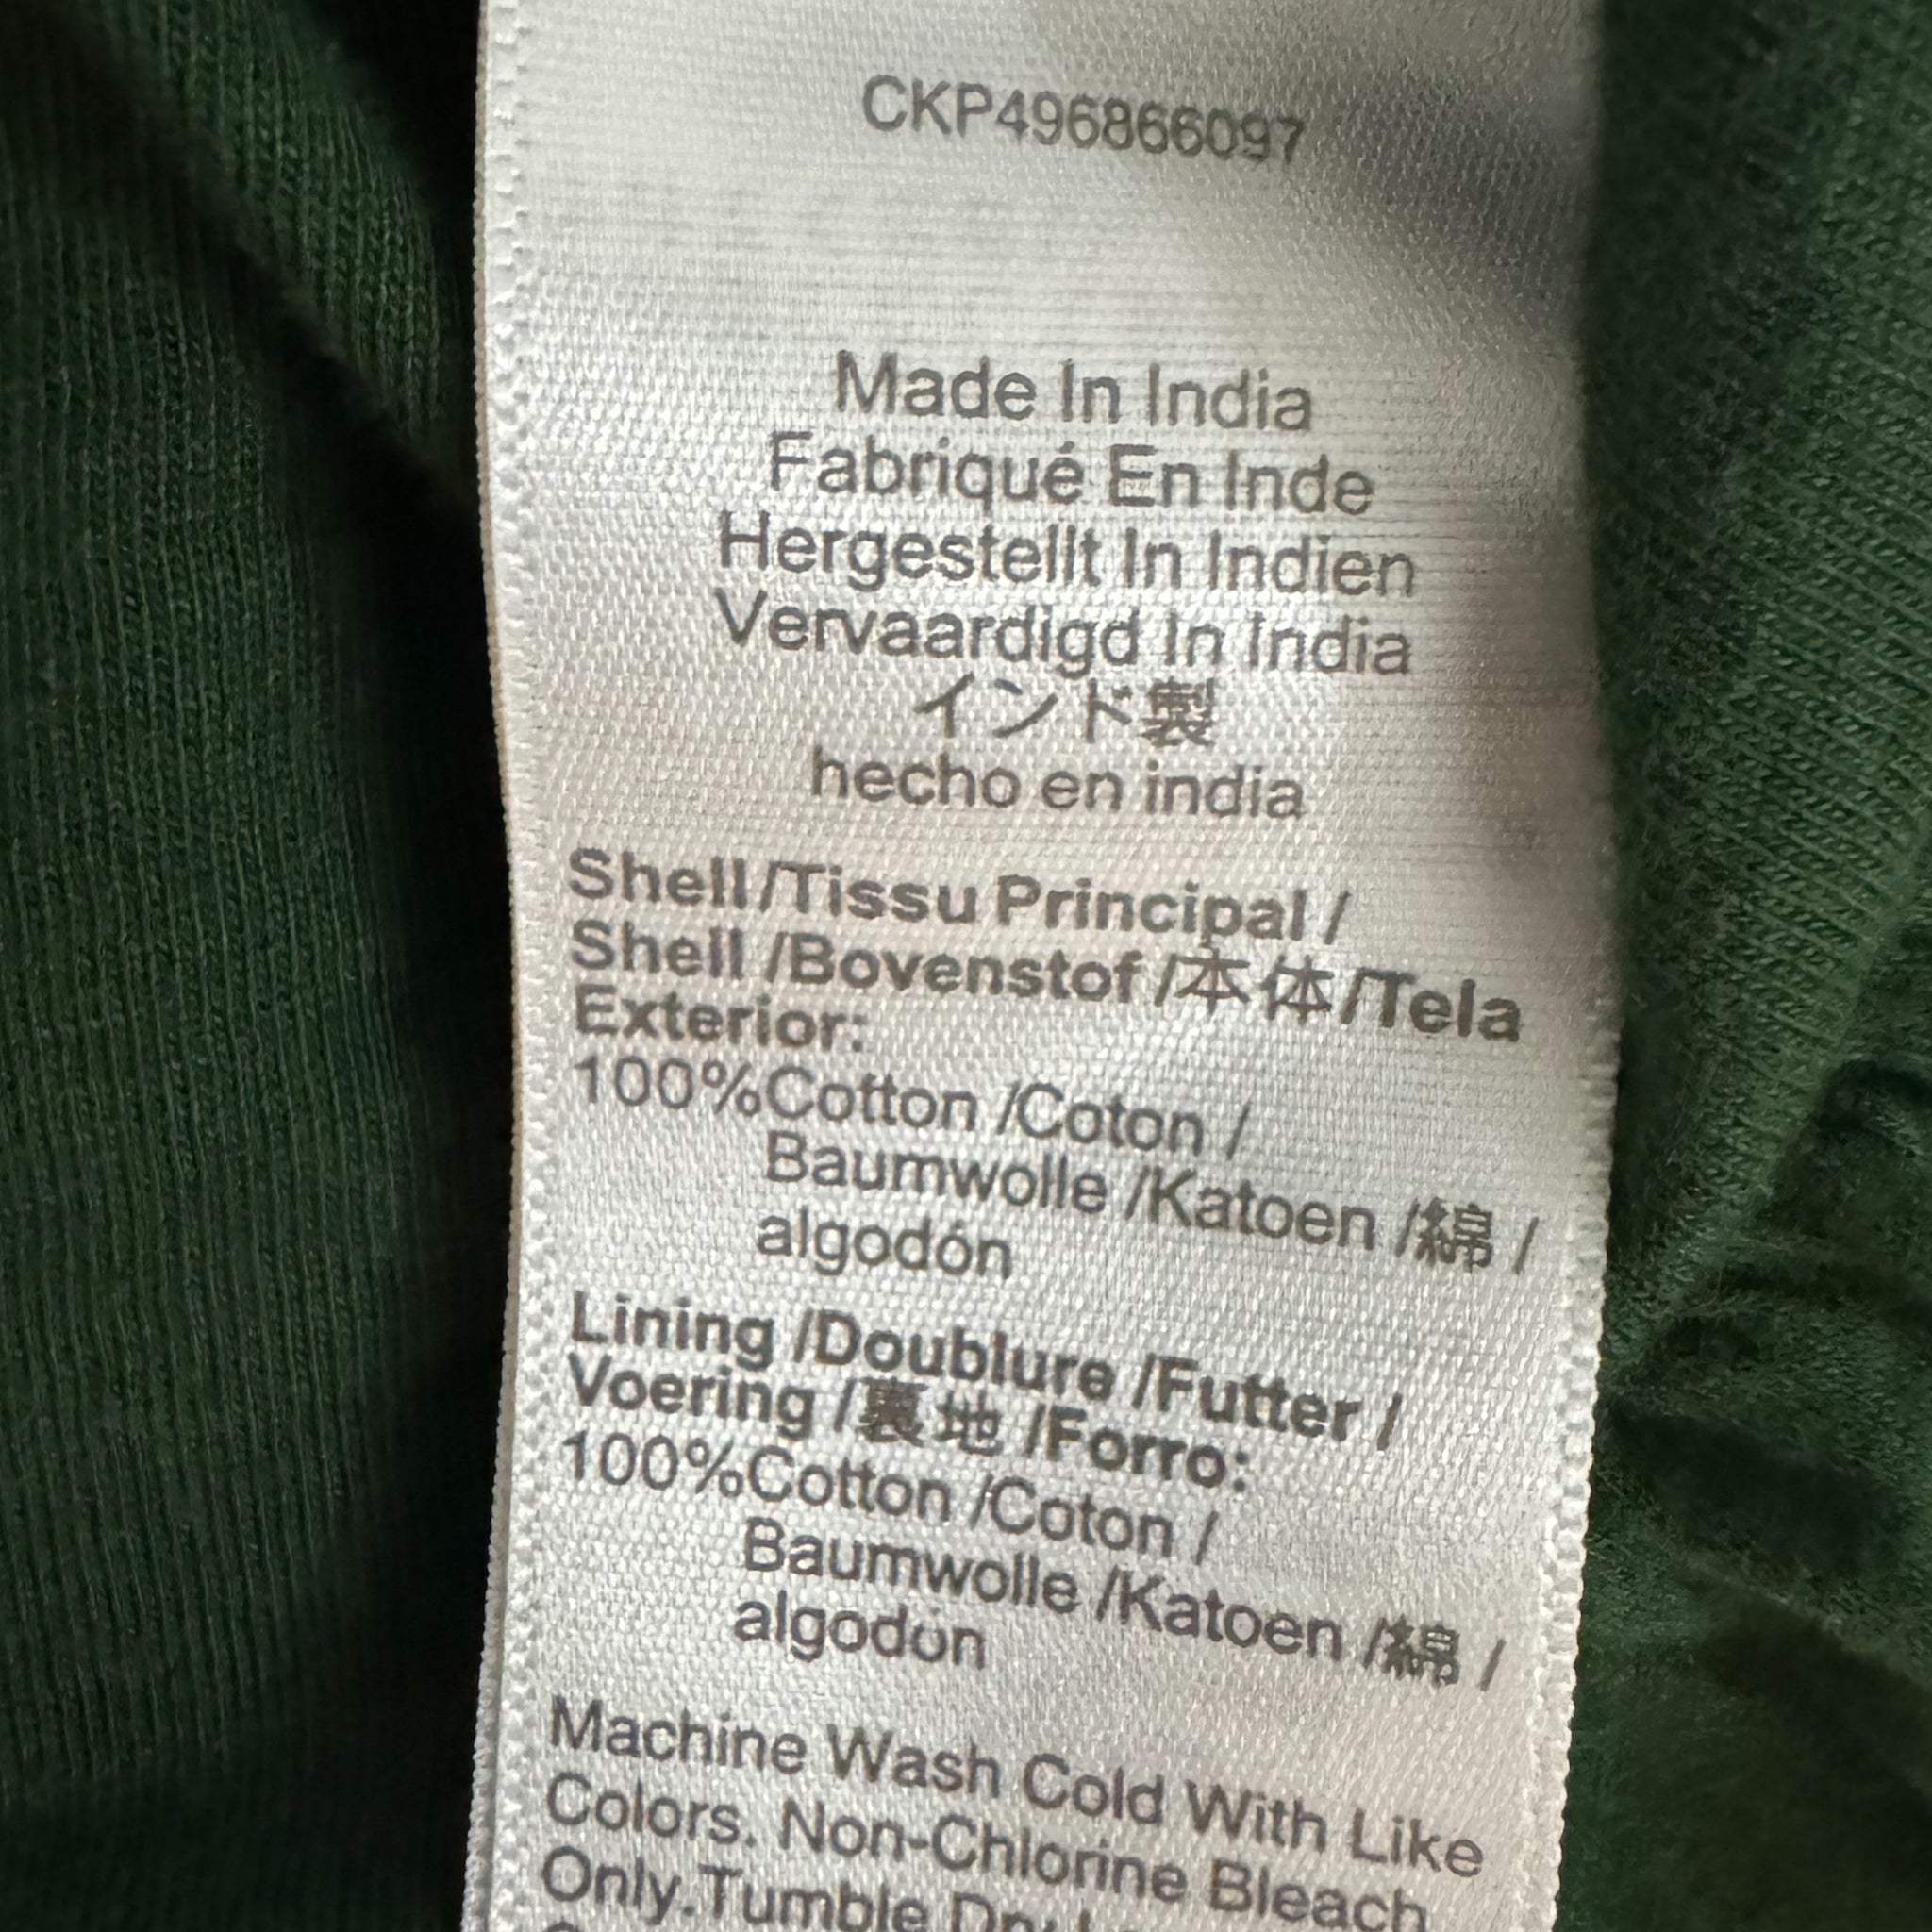 CKP496866097
Made In India
Fabriqué En Inde
Hergestellt In Indien
Vervaardigd In India
インド製
hecho en india
Shell/Tissu Principal /
Shell /Bovenstof /本体/Tela
Exterior:
100%Cotton /Coton /
Baumwolle /Katoen /綿 /
algodón
Lining /Doublure /Futter /
Voering /裏地 /Forro:
100%Cotton /Coton /
Baumwolle /Katoen /綿 /
algodón
Machine Wash Cold With Like
Colors. Non-Chlorine Bleach
Only.Tumble Dry